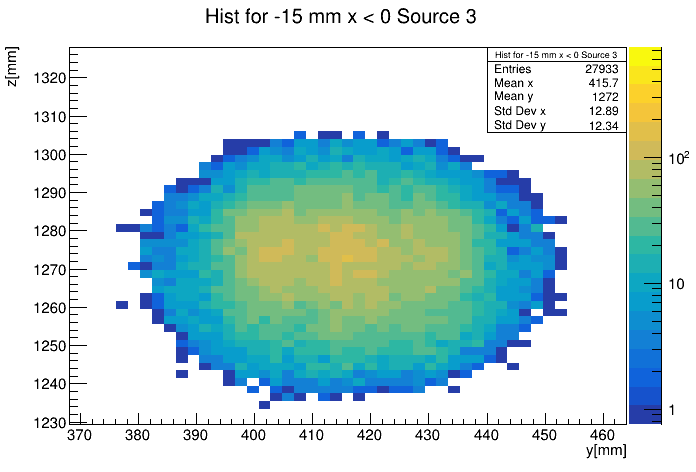 Hist for -15 mm x < 0 Source 3
z[mm]
Hist for -15 mm x < 0 Source 3
Entries 27933
Mean x 415.7
Mean y 1272
Std Dev x 12.89
Std Dev y 12.34
1320
1310
1300
1290
1280
1270
1260
1250
1240
1230
10²
10
1
370 380 390 400 410 420 430 440 450 460
y[mm]